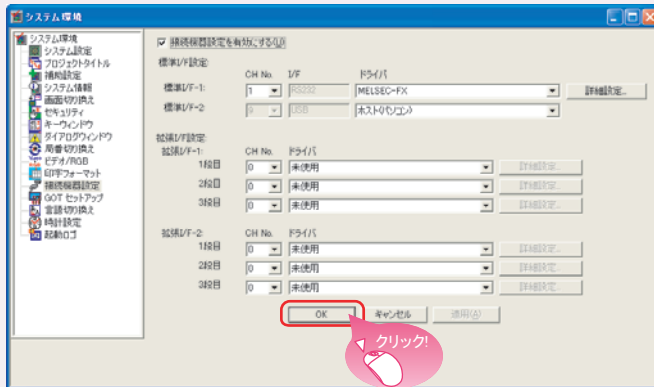 システム環境
システム環境
システム設定
プロジェクトタイトル
補助設定
システム情報
画面切り換え
セキュリティ
キーウィンドウ
ダイアログウィンドウ
局番切り換え
ビデオ/RGB
印字フォーマット
接続機器設定
GOT セットアップ
言語切り換え
時計設定
起動ロゴ
接続機器設定を有効にする(U)
標準I/F設定:
CH No. I/F ドライバ
標準I/F-1: 1 RS232 MELSEC-FX 詳細設定...
標準I/F-2: 9 USB ホスト(パソコン)
拡張I/F設定:
拡張I/F-1: CH No. ドライバ
1段目 0 未使用 詳細設定...
2段目 0 未使用 詳細設定...
3段目 0 未使用 詳細設定...
拡張I/F-2: CH No. ドライバ
1段目 0 未使用 詳細設定...
2段目 0 未使用 詳細設定...
3段目 0 未使用 詳細設定...
OK キャンセル 適用(A)
クリック!